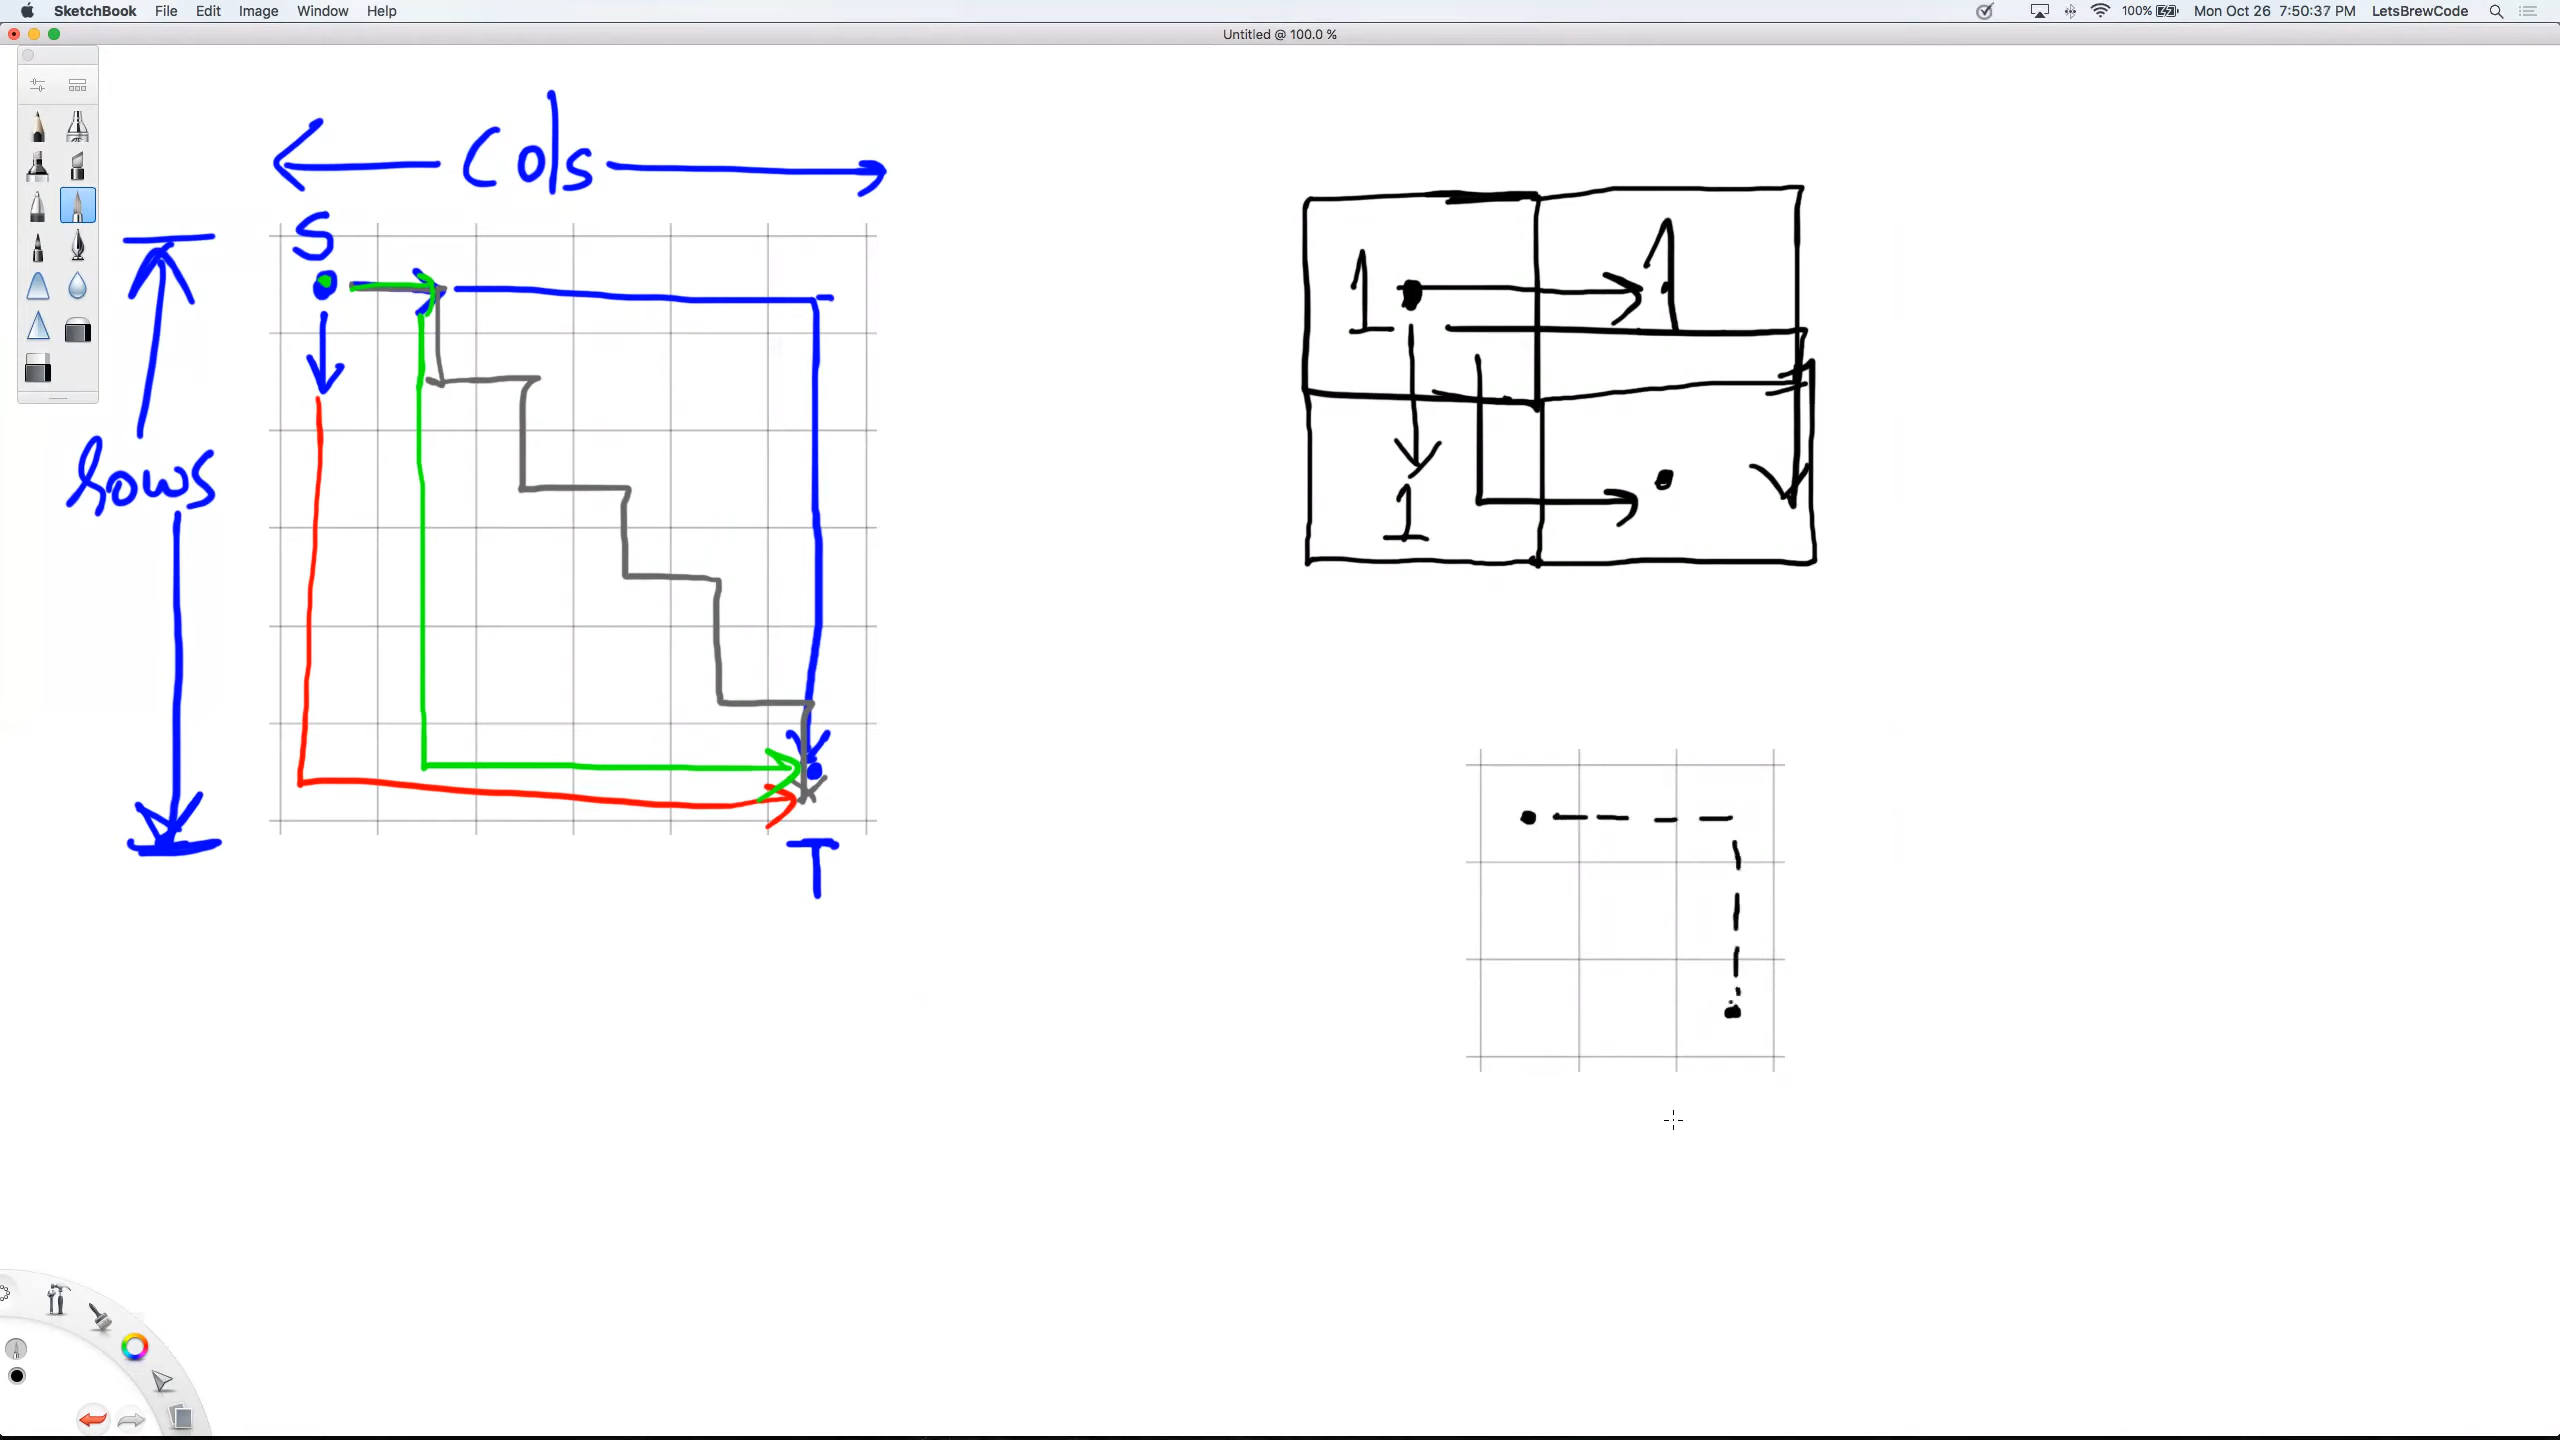 SketchBook File Edit Image Window Help 100% Mon Oct 26 7:50:37 PM LetsBrewCode
Untitled @ 100.0 %
Cols
S
Rows
T
1 1
1